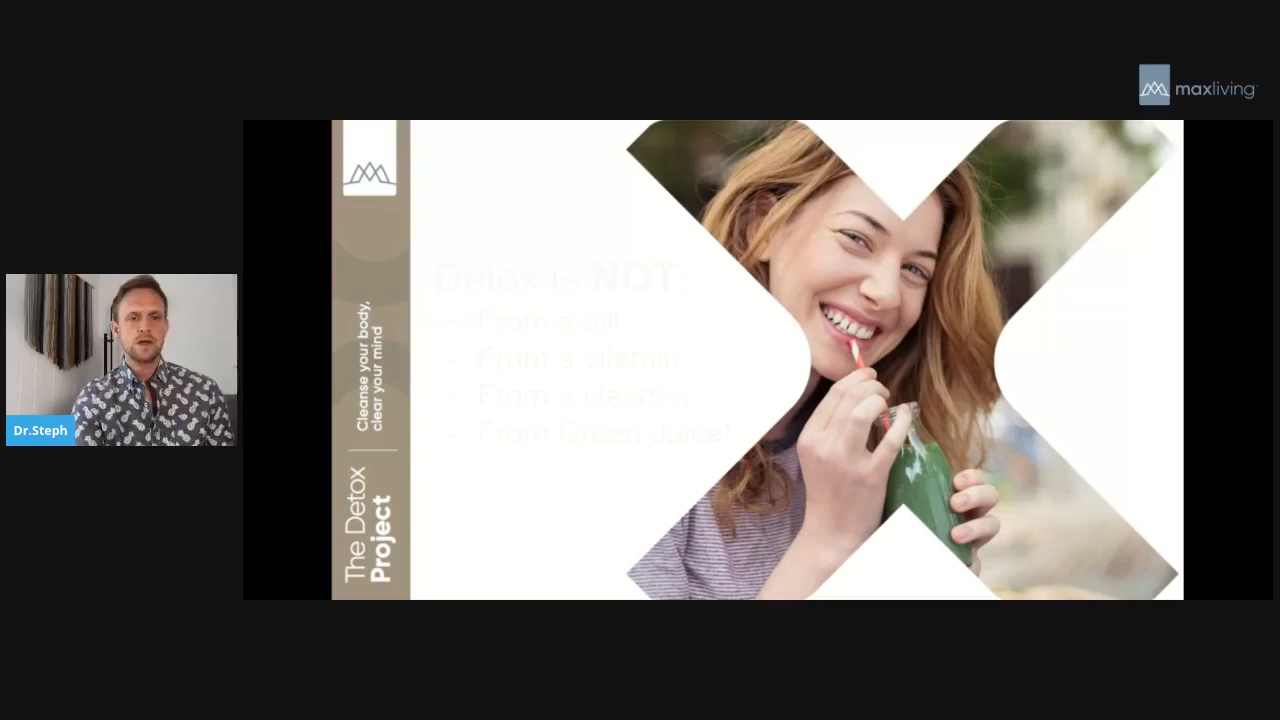 maxliving
Detox is NOT:
- From a pill
- From a vitamin
- From a cleanse
- From Green Juice!
Cleanse your body,
clear your mind
The Detox
Project
Dr.Steph